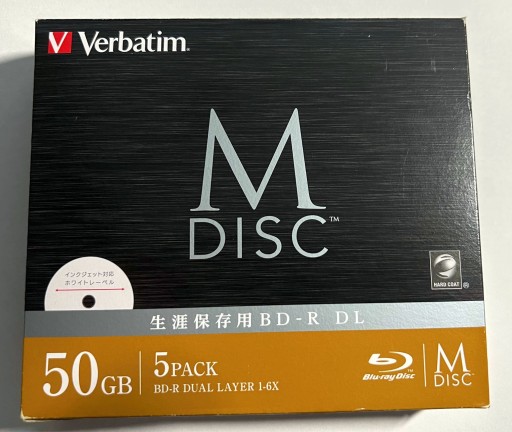 Verbatim
M
DISC™
インクジェット対応
ホワイトレーベル
HARD COAT ®
生涯保存用BD-R DL
50GB
5PACK
BD-R DUAL LAYER 1-6X
Blu-ray Disc
M
DISC